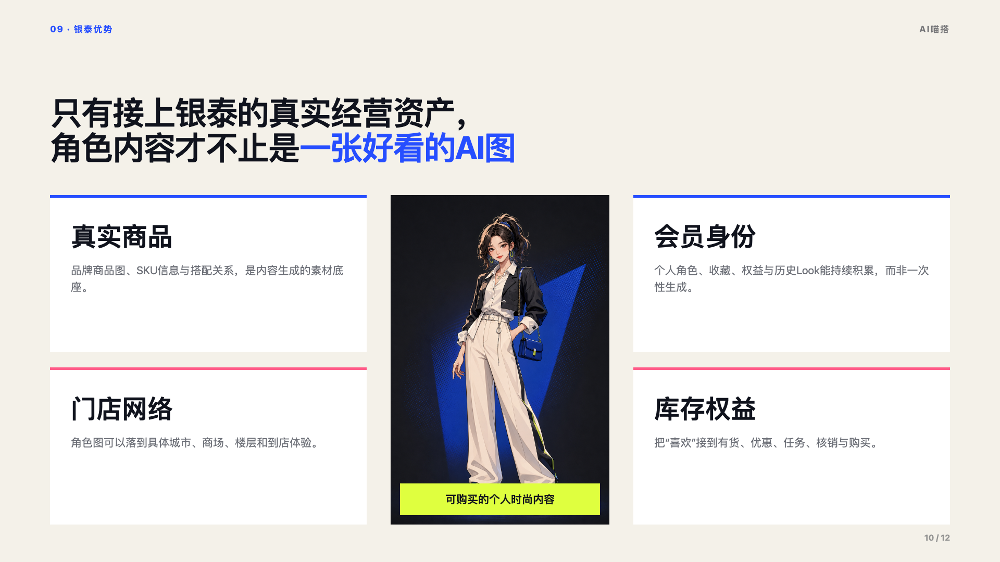 09 · 银泰优势
AI喵搭
只有接上银泰的真实经营资产，
角色内容才不止是一张好看的AI图
真实商品
品牌商品图、SKU信息与搭配关系，是内容生成的素材底
座。
门店网络
角色图可以落到具体城市、商场、楼层和到店体验。
可购买的个人时尚内容
会员身份
个人角色、收藏、权益与历史Look能持续积累，而非一次
性生成。
库存权益
把“喜欢”接到有货、优惠、任务、核销与购买。
10 / 12